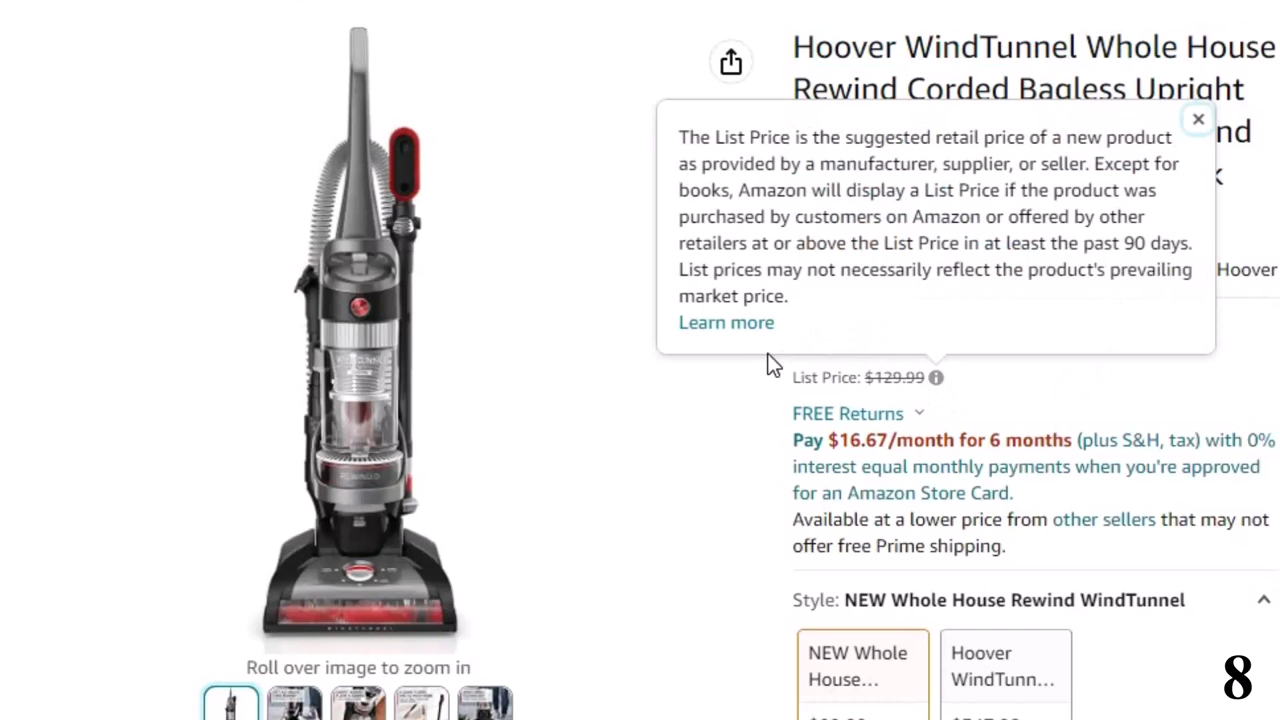 Hoover WindTunnel Whole House
Rewind Corded Bagless Upright
nd
The List Price is the suggested retail price of a new product
as provided by a manufacturer, supplier, or seller. Except for
books, Amazon will display a List Price if the product was
purchased by customers on Amazon or offered by other
retailers at or above the List Price in at least the past 90 days.
List prices may not necessarily reflect the product's prevailing
market price.
Learn more
Hoover
List Price: $129.99
FREE Returns
Pay $16.67/month for 6 months (plus S&H, tax) with 0%
interest equal monthly payments when you're approved
for an Amazon Store Card.
Available at a lower price from other sellers that may not
offer free Prime shipping.
Style: NEW Whole House Rewind WindTunnel
NEW Whole
House...
Hoover
WindTunn...
Roll over image to zoom in
8